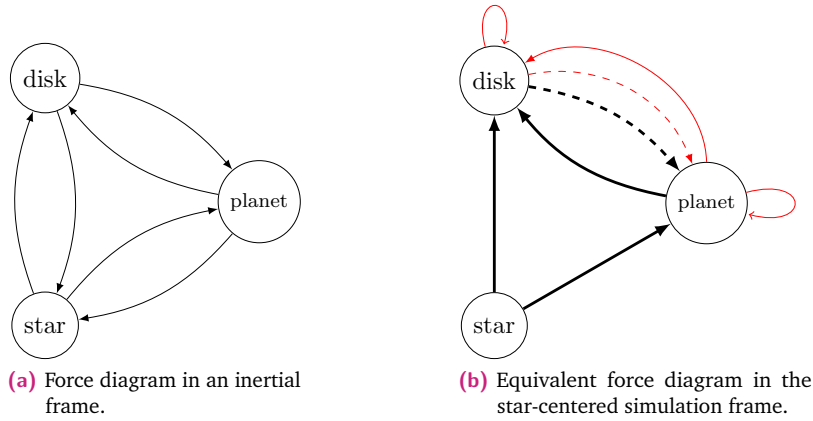 disk
planet
star
(a) Force diagram in an inertial
frame.
disk
planet
star
(b) Equivalent force diagram in the
star-centered simulation frame.